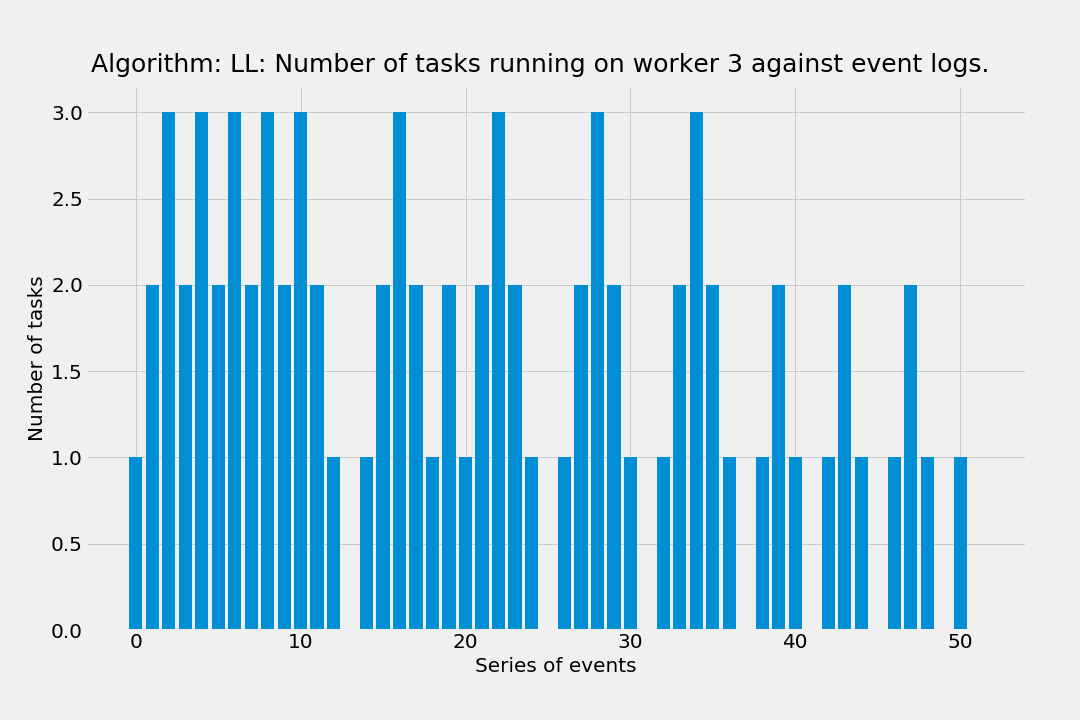 Algorithm: LL: Number of tasks running on worker 3 against event logs.
Number of tasks
3.0
2.5
2.0
1.5
1.0
0.5
0.0
0 10 20 30 40 50
Series of events